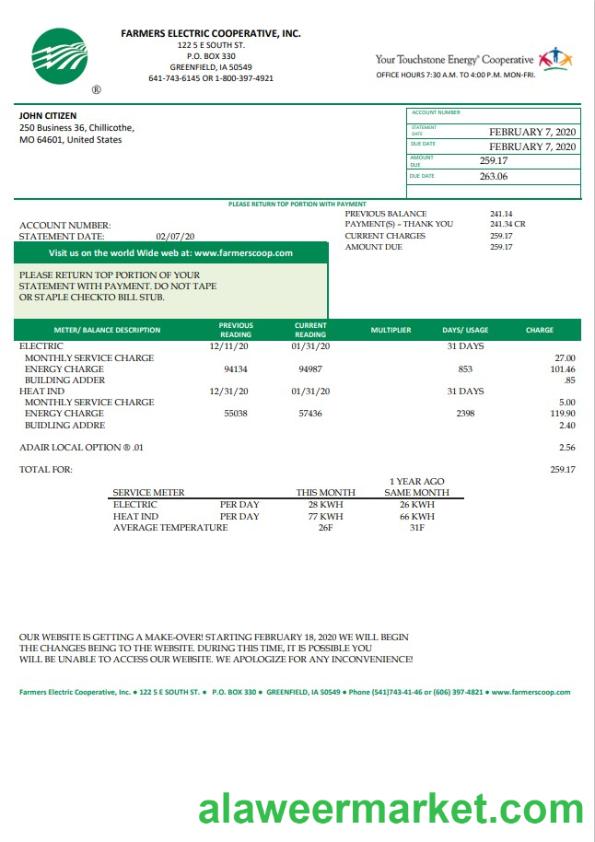 FARMERS ELECTRIC COOPERATIVE, INC.
122 5 E SOUTH ST.
P.O. BOX 330
GREENFIELD, IA 50549
641-743-6145 OR 1-800-397-4921
®
Your Touchstone Energy® Cooperative
OFFICE HOURS 7:30 A.M. TO 4:00 P.M. MON-FRI.
JOHN CITIZEN
250 Business 36, Chillicothe,
MO 64601, United States
ACCOUNT NUMBER
STATEMENT DATE FEBRUARY 7, 2020
DUE DATE FEBRUARY 7, 2020
AMOUNT DUE 259.17
DUE DATE 263.06
PLEASE RETURN TOP PORTION WITH PAYMENT
ACCOUNT NUMBER:
STATEMENT DATE: 02/07/20
PREVIOUS BALANCE 241.14
PAYMENT(S) – THANK YOU 241.34 CR
CURRENT CHARGES 259.17
AMOUNT DUE 259.17
Visit us on the world Wide web at: www.farmerscoop.com
PLEASE RETURN TOP PORTION OF YOUR
STATEMENT WITH PAYMENT. DO NOT TAPE
OR STAPLE CHECKTO BILL STUB.
METER/ BALANCE DESCRIPTION PREVIOUS READING CURRENT READING MULTIPLIER DAYS/ USAGE CHARGE
ELECTRIC 12/11/20 01/31/20 31 DAYS
MONTHLY SERVICE CHARGE 27.00
ENERGY CHARGE 94134 94987 853 101.46
BUILDING ADDER .85
HEAT IND 12/31/20 01/31/20 31 DAYS
MONTHLY SERVICE CHARGE 5.00
ENERGY CHARGE 55038 57436 2398 119.90
BUIDLING ADDRE 2.40
ADAIR LOCAL OPTION ® .01 2.56
TOTAL FOR: 259.17
SERVICE METER THIS MONTH 1 YEAR AGO SAME MONTH
ELECTRIC PER DAY 28 KWH 26 KWH
HEAT IND PER DAY 77 KWH 66 KWH
AVERAGE TEMPERATURE 26F 31F
OUR WEBSITE IS GETTING A MAKE-OVER! STARTING FEBRUARY 18, 2020 WE WILL BEGIN
THE CHANGES BEING TO THE WEBSITE. DURING THIS TIME, IT IS POSSIBLE YOU
WILL BE UNABLE TO ACCESS OUR WEBSITE. WE APOLOGIZE FOR ANY INCONVENIENCE!
Farmers Electric Cooperative, Inc. ● 122 5 E SOUTH ST. ● P.O. BOX 330 ● GREENFIELD, IA 50549 ● Phone (541)743-41-46 or (606) 397-4821 ● www.farmerscoop.com
alaweermarket.com